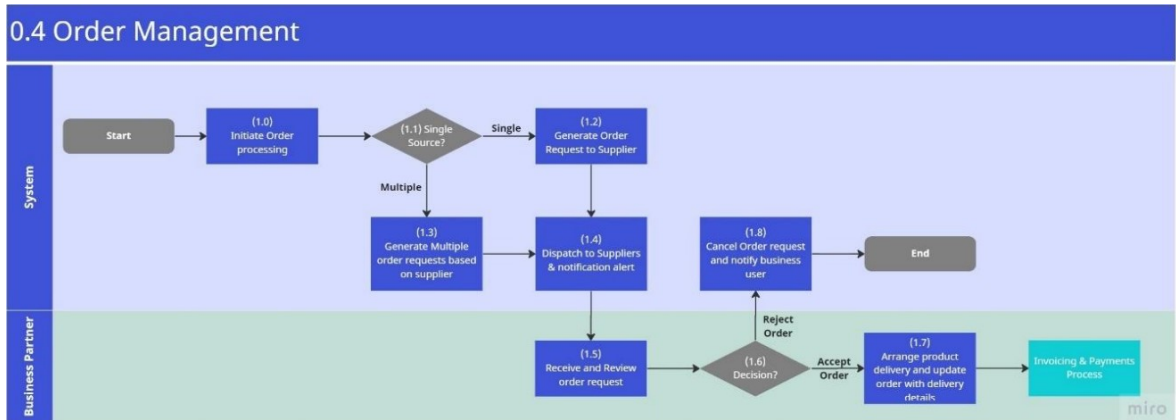 0.4 Order Management
System
Start
(1.0)
Initiate Order
processing
(1.1) Single
Source?
Single
(1.2)
Generate Order
Request to Supplier
Multiple
(1.3)
Generate Multiple
order requests based
on supplier
(1.4)
Dispatch to Suppliers
& notification alert
(1.8)
Cancel Order request
and notify business
user
End
Business Partner
(1.5)
Receive and Review
order request
(1.6)
Decision?
Reject
Order
Accept
Order
(1.7)
Arrange product
delivery and update
order with delivery
details
Invoicing & Payments
Process
miro